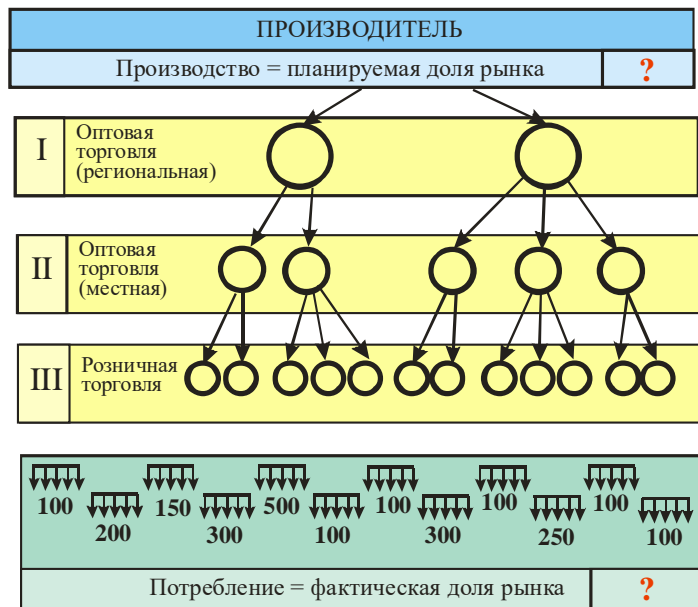 ПРОИЗВОДИТЕЛЬ
Производство = планируемая доля рынка ?
I Оптовая
торговля
(региональная)
II Оптовая
торговля
(местная)
III Розничная
торговля
100 150 500 100 100 100
200 300 100 300 250 100
Потребление = фактическая доля рынка ?